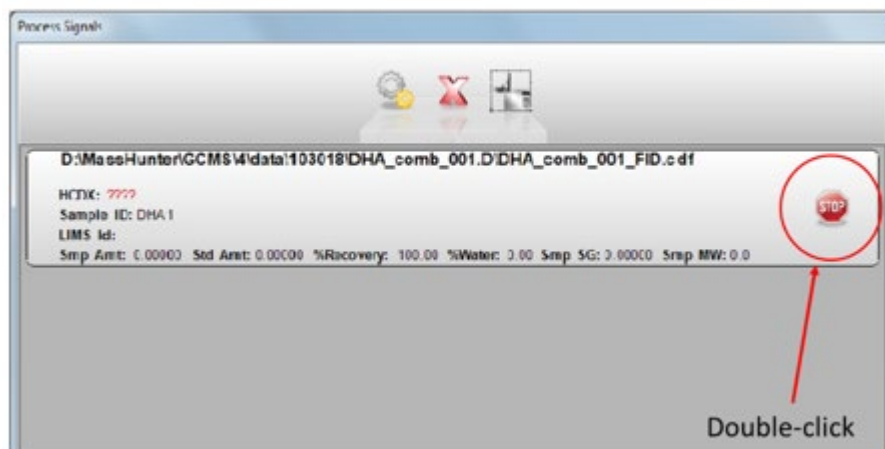 Process Signals
D:\MassHunter\GCMS\4\data\103018\DHA_comb_001.D\DHA_comb_001_FID.cdf
HCDX: ????
Sample ID: DHA 1
LIMS Id:
Smp Amt: 0.00000 Std Amt: 0.00000 %Recovery: 100.00 %Water: 0.00 Smp SG: 0.00000 Smp MW: 0.0
STOP
Double-click